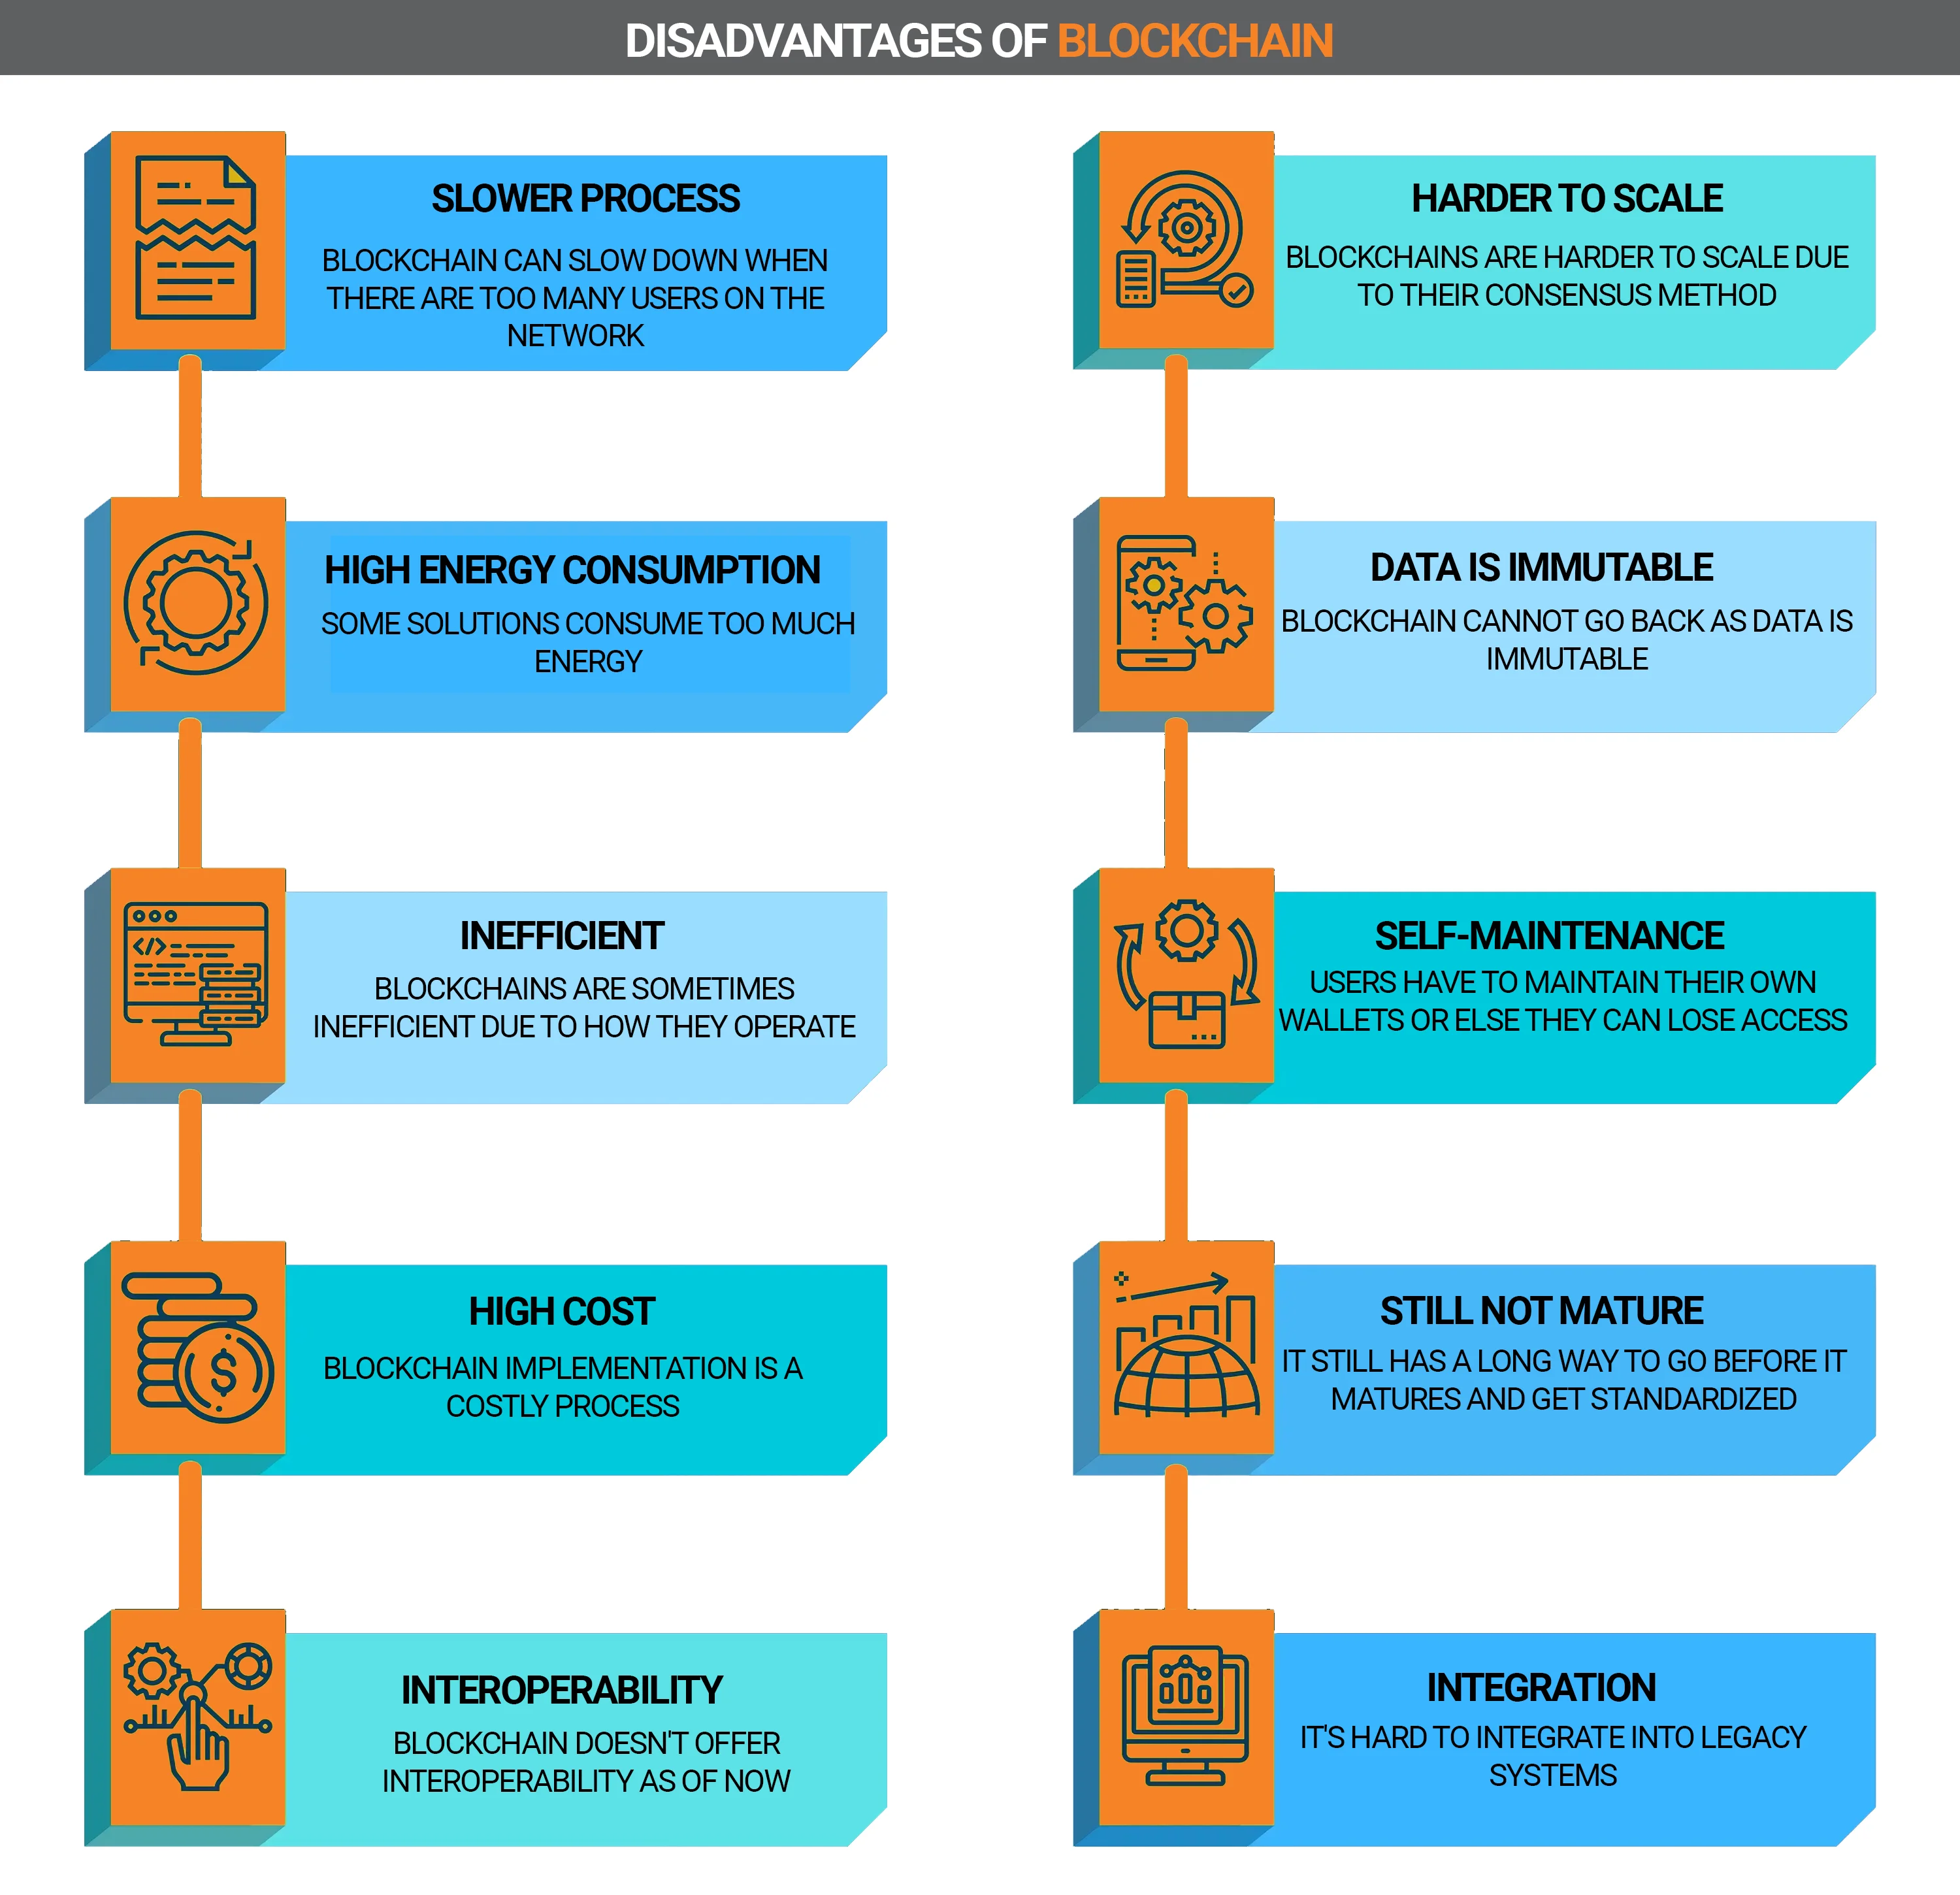 DISADVANTAGES OF BLOCKCHAIN
SLOWER PROCESS
BLOCKCHAIN CAN SLOW DOWN WHEN
THERE ARE TOO MANY USERS ON THE
NETWORK
HIGH ENERGY CONSUMPTION
SOME SOLUTIONS CONSUME TOO MUCH
ENERGY
INEFFICIENT
BLOCKCHAINS ARE SOMETIMES
INEFFICIENT DUE TO HOW THEY OPERATE
HIGH COST
BLOCKCHAIN IMPLEMENTATION IS A
COSTLY PROCESS
INTEROPERABILITY
BLOCKCHAIN DOESN'T OFFER
INTEROPERABILITY AS OF NOW
HARDER TO SCALE
BLOCKCHAINS ARE HARDER TO SCALE DUE
TO THEIR CONSENSUS METHOD
DATA IS IMMUTABLE
BLOCKCHAIN CANNOT GO BACK AS DATA IS
IMMUTABLE
SELF-MAINTENANCE
USERS HAVE TO MAINTAIN THEIR OWN
WALLETS OR ELSE THEY CAN LOSE ACCESS
STILL NOT MATURE
IT STILL HAS A LONG WAY TO GO BEFORE IT
MATURES AND GET STANDARDIZED
INTEGRATION
IT'S HARD TO INTEGRATE INTO LEGACY
SYSTEMS